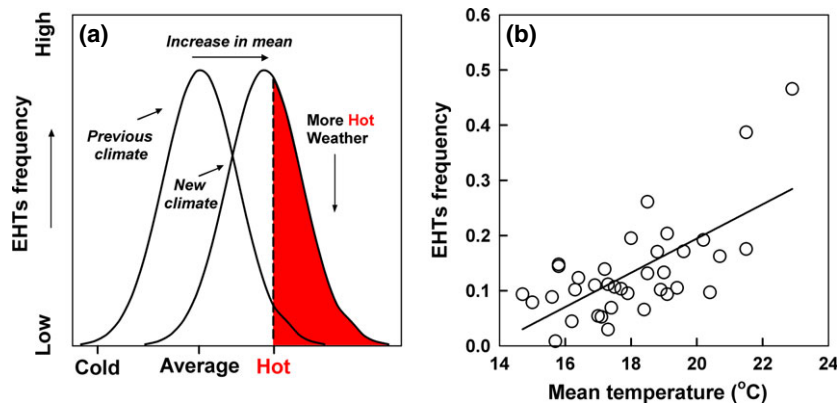 (a)
High
EHTs frequency
Low
Increase in mean
Previous
climate
New
climate
More Hot
Weather
Cold
Average
Hot
(b)
EHTs frequency
0.6
0.5
0.4
0.3
0.2
0.1
0.0
14
16
18
20
22
24
Mean temperature (°C)